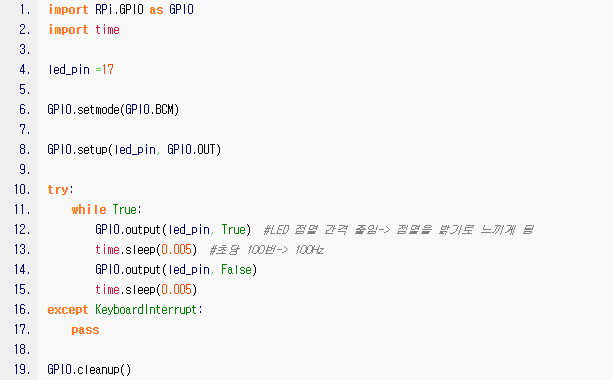 1. import RPi.GPIO as GPIO
2. import time
3.
4. led_pin =17
5.
6. GPIO.setmode(GPIO.BCM)
7.
8. GPIO.setup(led_pin, GPIO.OUT)
9.
10. try:
11. while True:
12. GPIO.output(led_pin, True) #LED 점멸 간격 줄임-> 점멸을 밝기로 느끼게 됨
13. time.sleep(0.005) #초당 100번-> 100Hz
14. GPIO.output(led_pin, False)
15. time.sleep(0.005)
16. except KeyboardInterrupt:
17. pass
18.
19. GPIO.cleanup()